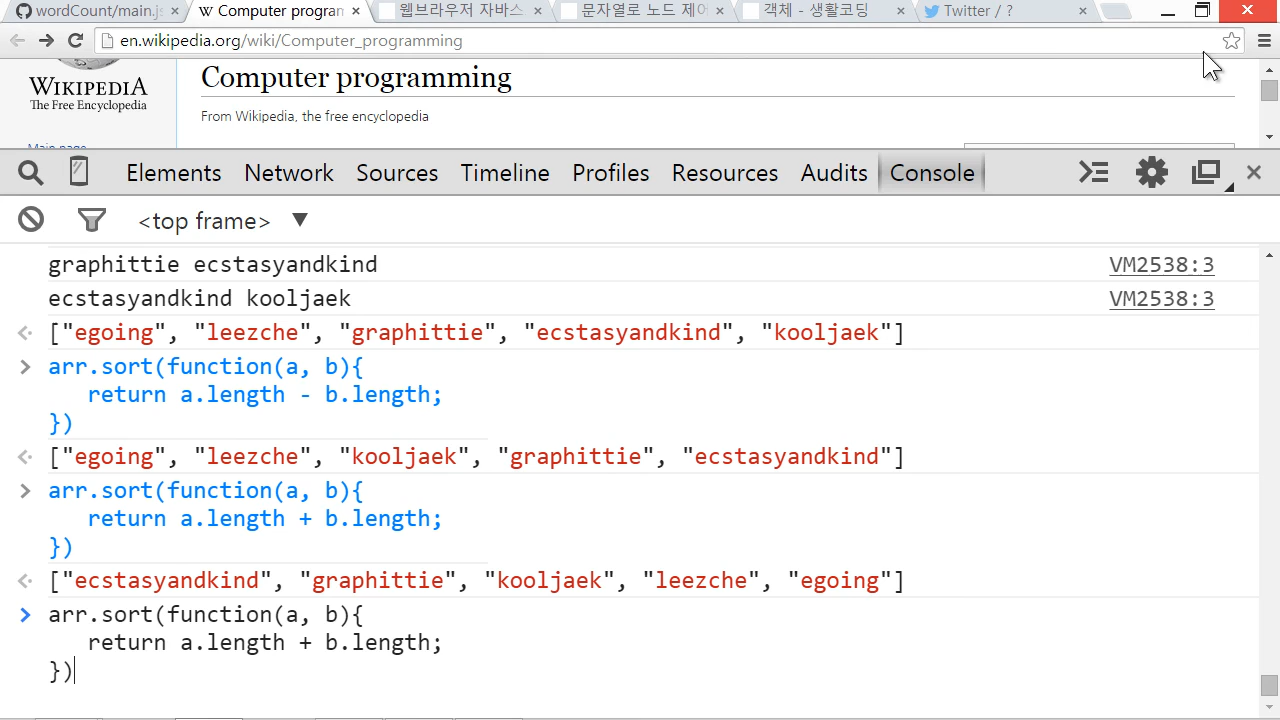 wordCount/main.js
W Computer program
웹브라우저 자바스
문자열로 노드 제어
객체 - 생활코딩
Twitter / ?
en.wikipedia.org/wiki/Computer_programming
WIKIPEDIA
The Free Encyclopedia
Main page
Computer programming
From Wikipedia, the free encyclopedia
Elements Network Sources Timeline Profiles Resources Audits Console
<top frame> ▼
graphittie ecstasyandkind VM2538:3
ecstasyandkind kooljaek VM2538:3
["egoing", "leezche", "graphittie", "ecstasyandkind", "kooljaek"]
> arr.sort(function(a, b){
return a.length - b.length;
})
["egoing", "leezche", "kooljaek", "graphittie", "ecstasyandkind"]
> arr.sort(function(a, b){
return a.length + b.length;
})
["ecstasyandkind", "graphittie", "kooljaek", "leezche", "egoing"]
> arr.sort(function(a, b){
return a.length + b.length;
})